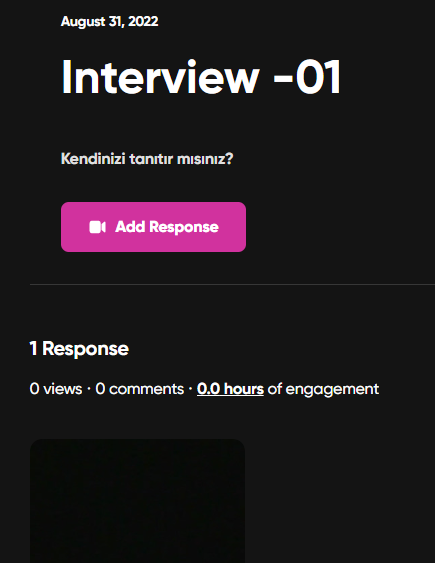 August 31, 2022
Interview -01
Kendinizi tanıtır mısınız?
Add Response
1 Response
0 views · 0 comments · 0.0 hours of engagement